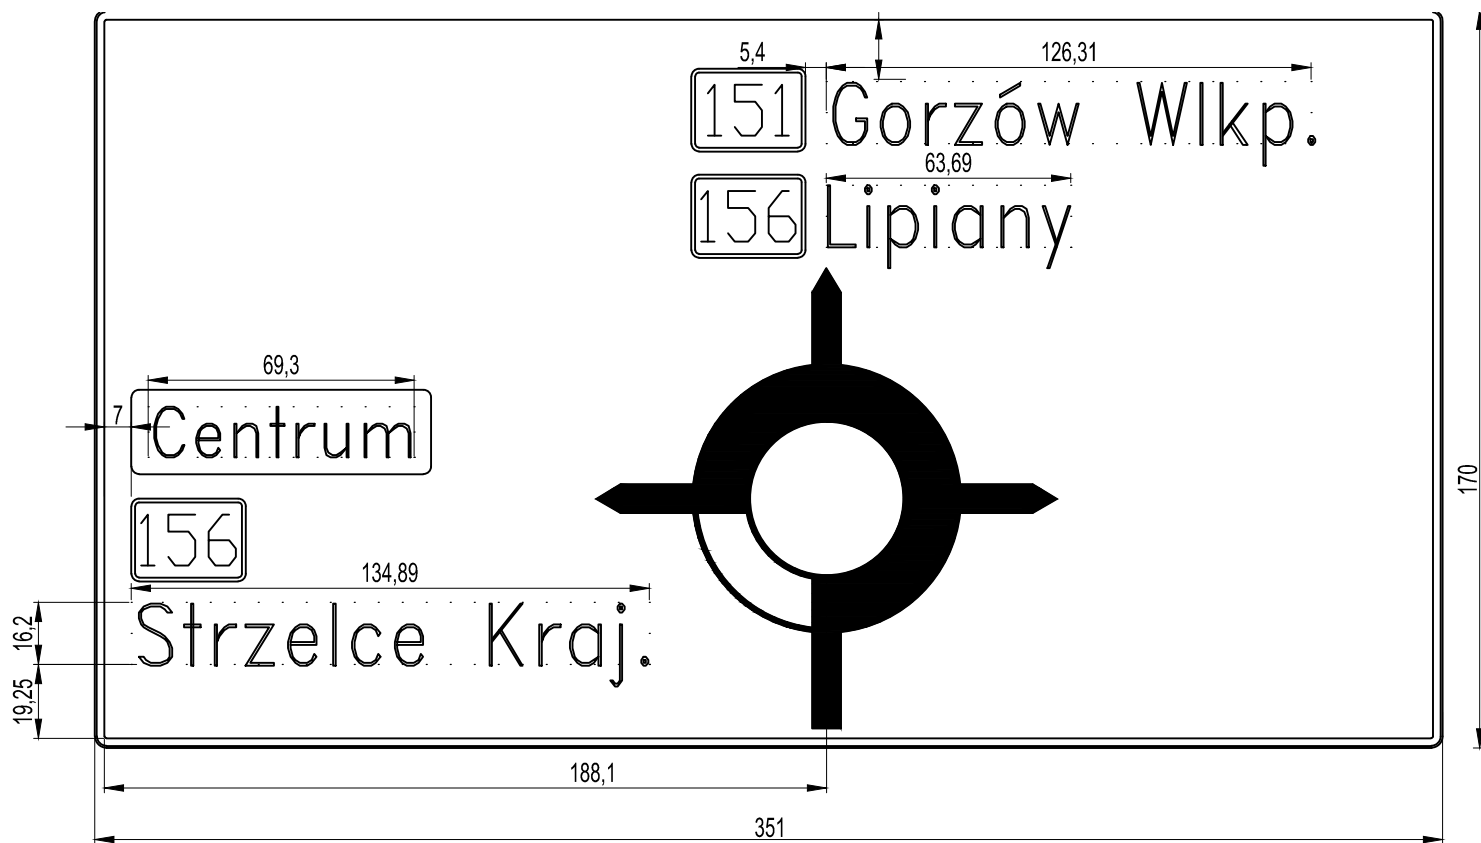 5,4 126,31
151 Gorzów Wlkp.
63,69
156 Lipiany
69,3
7 Centrum
170
156
134,89
16,2 Strzelce Kraj.
19,25
188,1
351